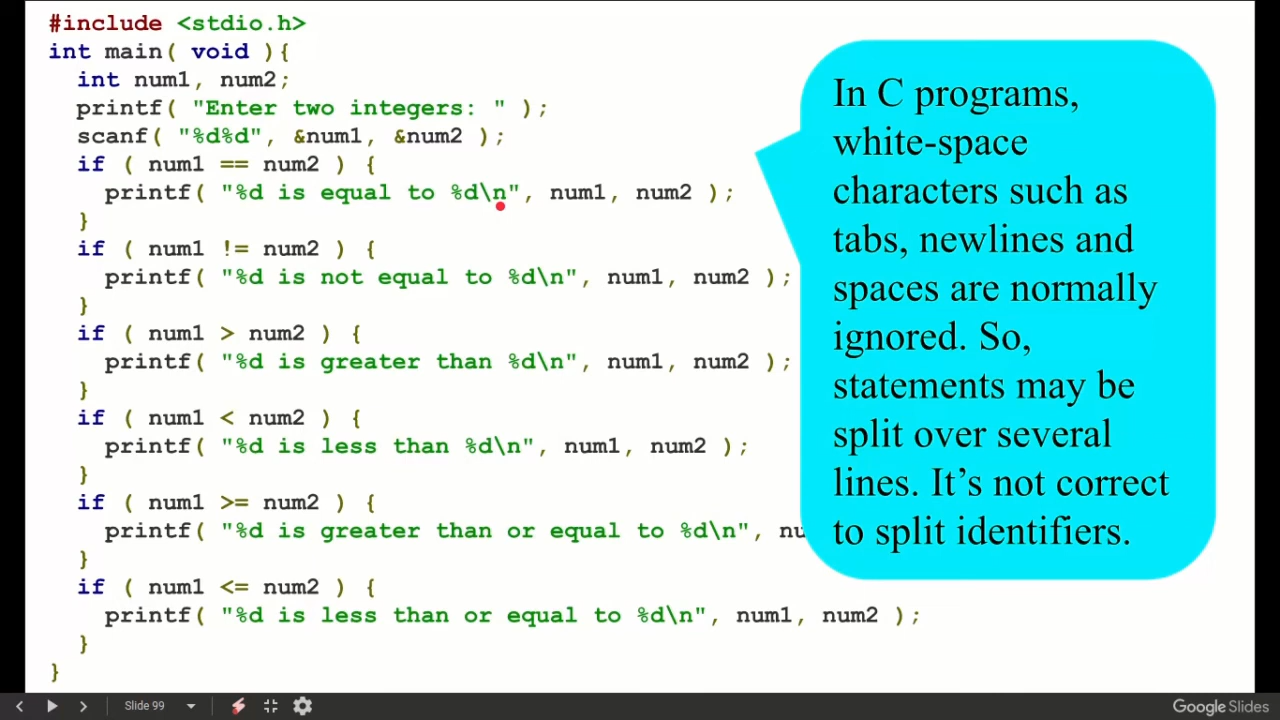 #include <stdio.h>
int main( void ){
  int num1, num2;
  printf( "Enter two integers: " );
  scanf( "%d%d", &num1, &num2 );
  if ( num1 == num2 ) {
    printf( "%d is equal to %d\n", num1, num2 );
  }
  if ( num1 != num2 ) {
    printf( "%d is not equal to %d\n", num1, num2 );
  }
  if ( num1 > num2 ) {
    printf( "%d is greater than %d\n", num1, num2 );
  }
  if ( num1 < num2 ) {
    printf( "%d is less than %d\n", num1, num2 );
  }
  if ( num1 >= num2 ) {
    printf( "%d is greater than or equal to %d\n", nu
  }
  if ( num1 <= num2 ) {
    printf( "%d is less than or equal to %d\n", num1, num2 );
  }
}
In C programs,
white-space
characters such as
tabs, newlines and
spaces are normally
ignored. So,
statements may be
split over several
lines. It’s not correct
to split identifiers.
Slide 99
Google Slides